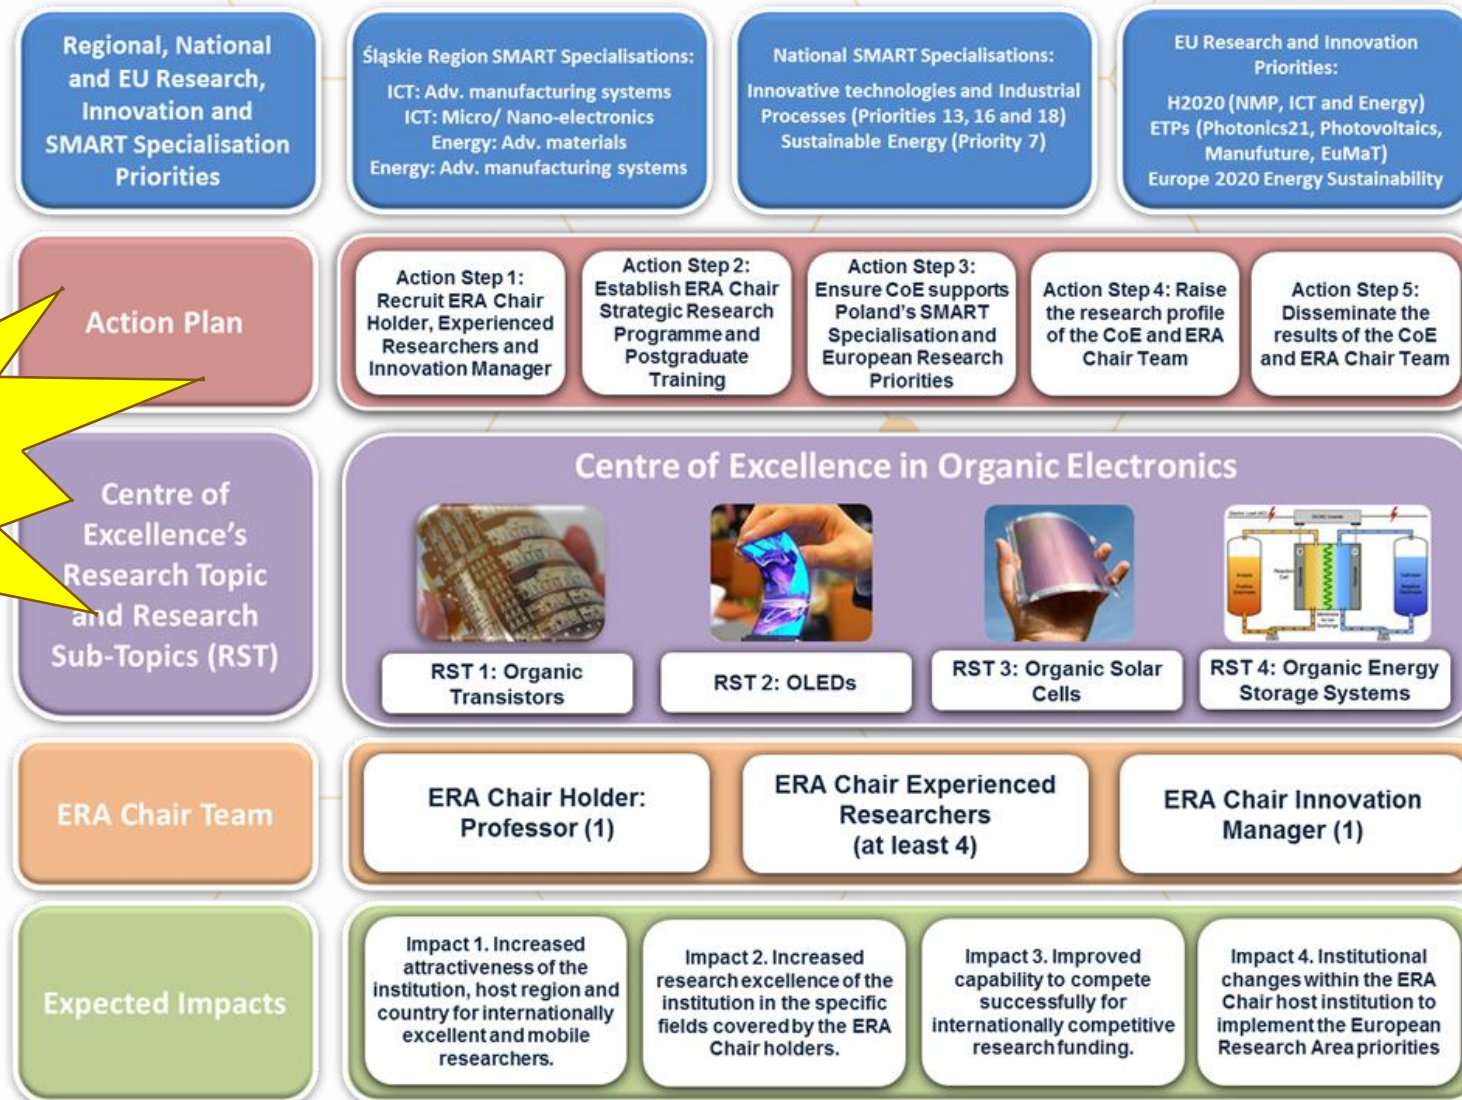 Regional, National
and EU Research,
Innovation and
SMART Specialisation
Priorities
Śląskie Region SMART Specialisations:
ICT: Adv. manufacturing systems
ICT: Micro/ Nano-electronics
Energy: Adv. materials
Energy: Adv. manufacturing systems
National SMART Specialisations:
Innovative technologies and Industrial
Processes (Priorities 13, 16 and 18)
Sustainable Energy (Priority 7)
EU Research and Innovation
Priorities:
H2020 (NMP, ICT and Energy)
ETPs (Photonics21, Photovoltaics,
Manufuture, EuMaT)
Europe 2020 Energy Sustainability
Action Plan
Action Step 1:
Recruit ERA Chair
Holder, Experienced
Researchers and
Innovation Manager
Action Step 2:
Establish ERA Chair
Strategic Research
Programme and
Postgraduate
Training
Action Step 3:
Ensure CoE supports
Poland's SMART
Specialisation and
European Research
Priorities
Action Step 4: Raise
the research profile
of the CoE and ERA
Chair Team
Action Step 5:
Disseminate the
results of the CoE
and ERA Chair Team
Centre of
Excellence's
Research Topic
and Research
Sub-Topics (RST)
Centre of Excellence in Organic Electronics
RST 1: Organic
Transistors
RST 2: OLEDs
RST 3: Organic Solar
Cells
RST 4: Organic Energy
Storage Systems
ERA Chair Team
ERA Chair Holder:
Professor (1)
ERA Chair Experienced
Researchers
(at least 4)
ERA Chair Innovation
Manager (1)
Expected Impacts
Impact 1. Increased
attractiveness of the
institution, host region and
country for internationally
excellent and mobile
researchers.
Impact 2. Increased
research excellence of the
institution in the specific
fields covered by the ERA
Chair holders.
Impact 3. Improved
capability to compete
successfully for
internationally competitive
research funding.
Impact 4. Institutional
changes within the ERA
Chair host institution to
implement the European
Research Area priorities